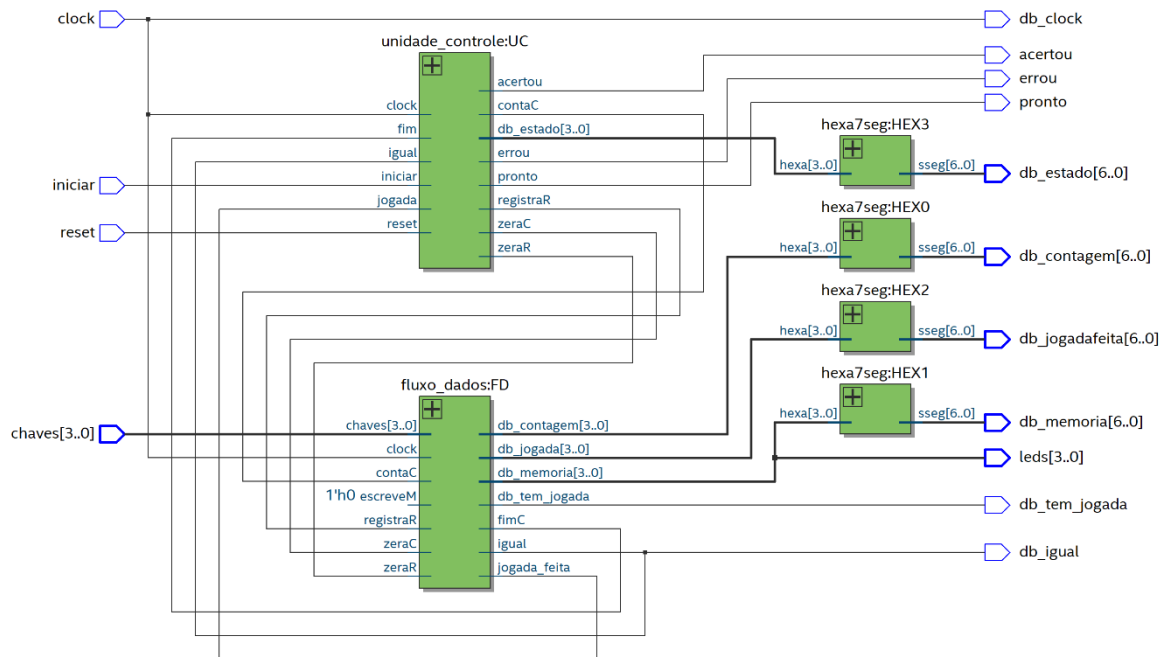 clock
db_clock
unidade_controle:UC
acertou
errou
pronto
acertou
clock
contaC
fim
db_estado[3..0]
igual
errou
iniciar
iniciar
pronto
jogada
registraR
reset
reset
zeraC
zeraR
hexa7seg:HEX3
hexa[3..0]
sseg[6..0]
db_estado[6..0]
hexa7seg:HEX0
hexa[3..0]
sseg[6..0]
db_contagem[6..0]
hexa7seg:HEX2
hexa[3..0]
sseg[6..0]
db_jogadafeita[6..0]
hexa7seg:HEX1
hexa[3..0]
sseg[6..0]
db_memoria[6..0]
leds[3..0]
fluxo_dados:FD
chaves[3..0]
chaves[3..0]
db_contagem[3..0]
clock
db_jogada[3..0]
contaC
db_memoria[3..0]
1'h0 escreveM
db_tem_jogada
db_tem_jogada
registraR
fimC
zeraC
igual
db_igual
zeraR
jogada_feita